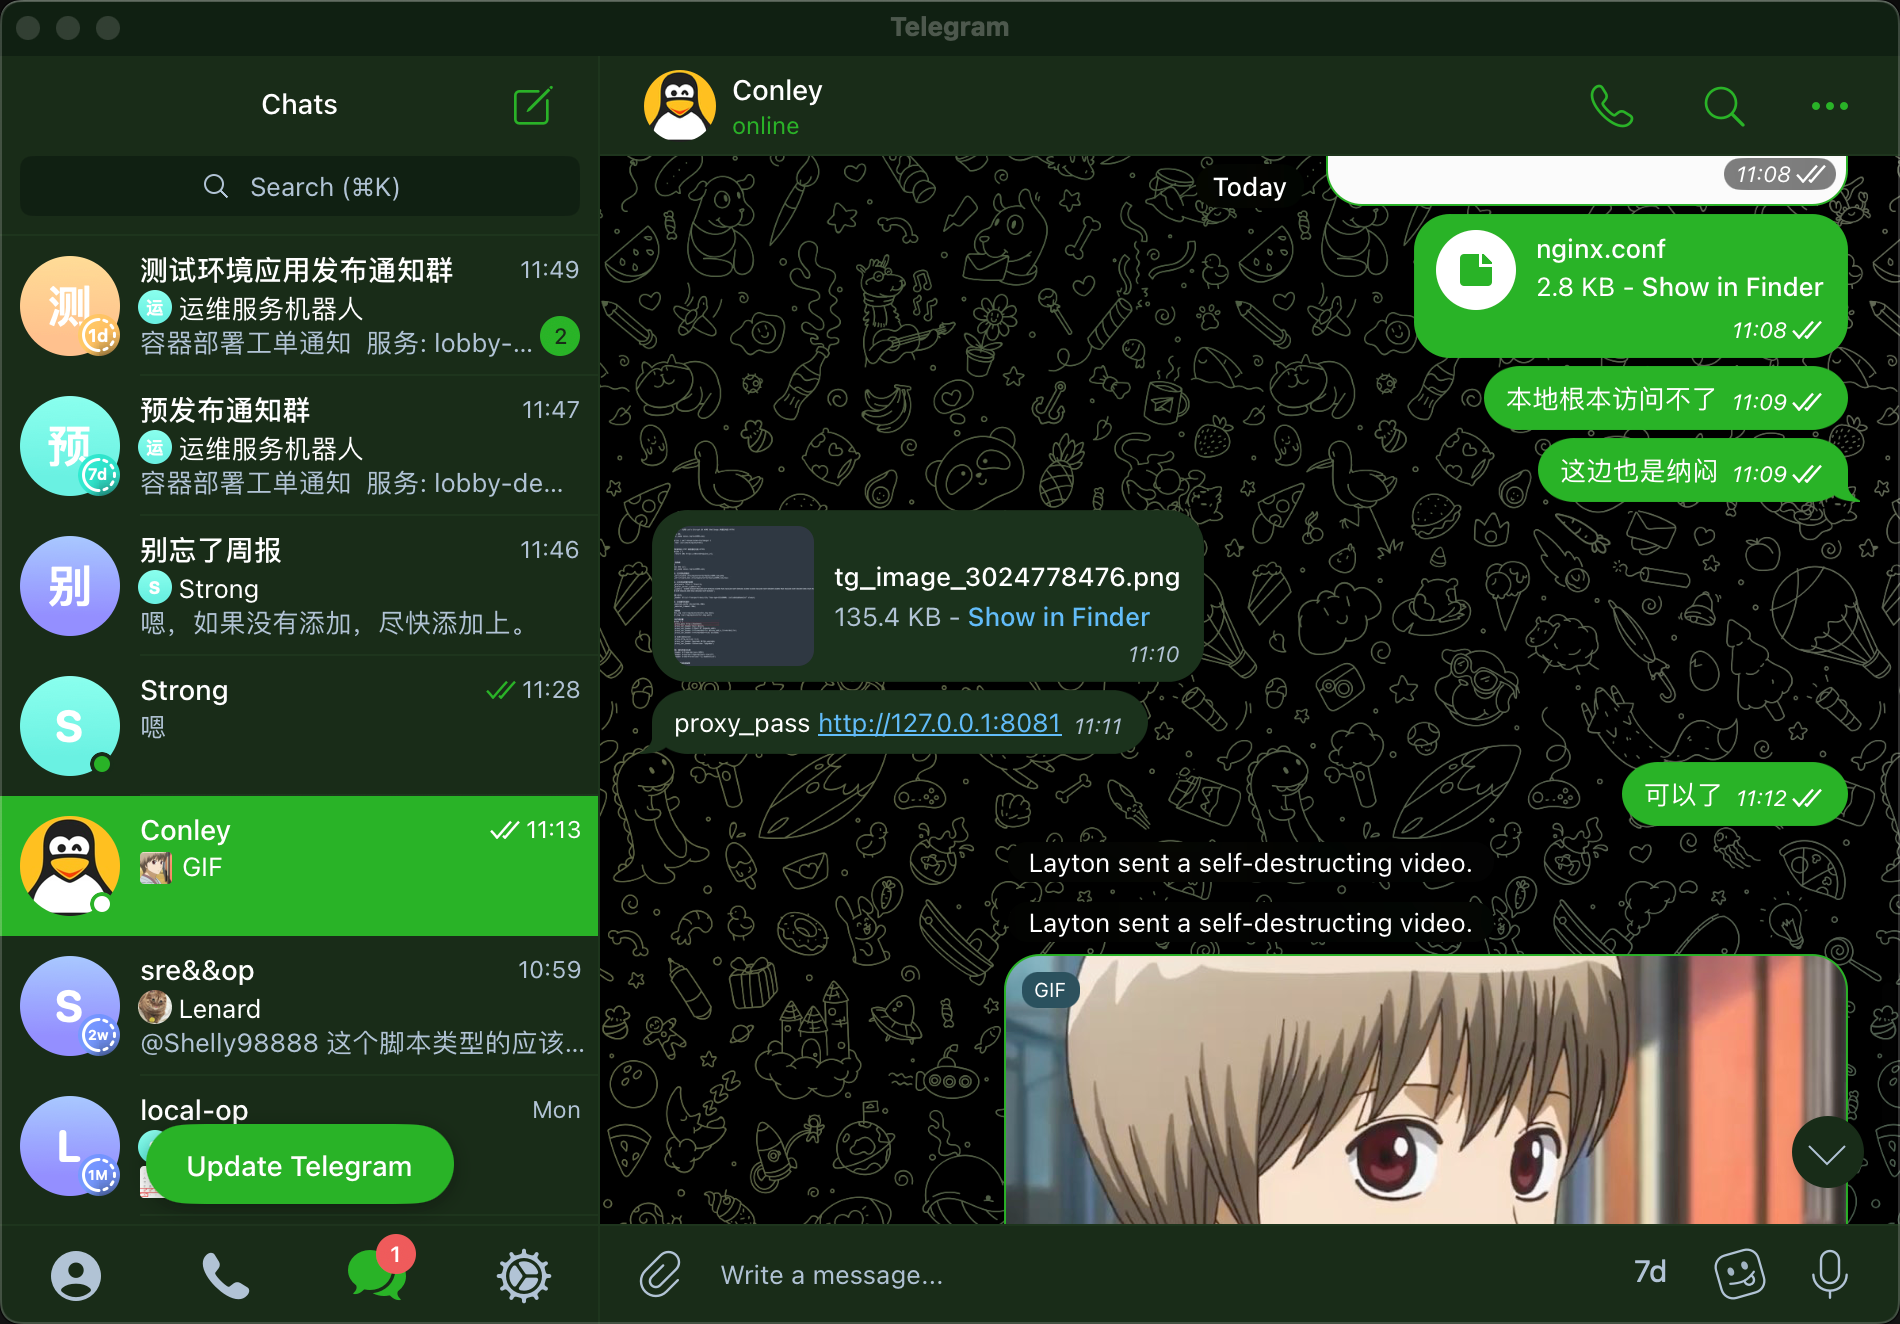 Telegram
Chats
Search (⌘K)
测试环境应用发布通知群 11:49
测 1d
运 运维服务机器人
容器部署工单通知 服务: lobby-... 2
预发布通知群 11:47
预 7d
运 运维服务机器人
容器部署工单通知 服务: lobby-de...
别忘了周报 11:46
别
S Strong
嗯，如果没有添加，尽快添加上。
Strong 11:28
S
嗯
Conley 11:13
GIF
sre&&op 10:59
S 2w
Lenard
@Shelly98888 这个脚本类型的应该...
local-op Mon
L 1M
Update Telegram
1
Conley
online
Today
11:08
nginx.conf
2.8 KB - Show in Finder
11:08
本地根本访问不了 11:09
这边也是纳闷 11:09
tg_image_3024778476.png
135.4 KB - Show in Finder
11:10
proxy_pass http://127.0.0.1:8081 11:11
可以了 11:12
Layton sent a self-destructing video.
Layton sent a self-destructing video.
GIF
Write a message...
7d